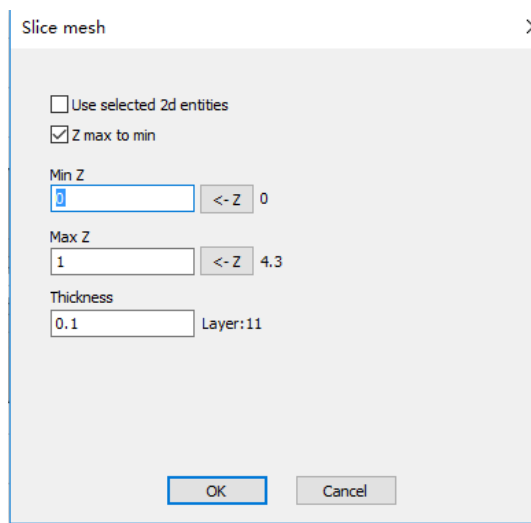 Slice mesh
Use selected 2d entities
Z max to min
Min Z
0 <-Z 0
Max Z
1 <-Z 4.3
Thickness
0.1 Layer:11
OK Cancel